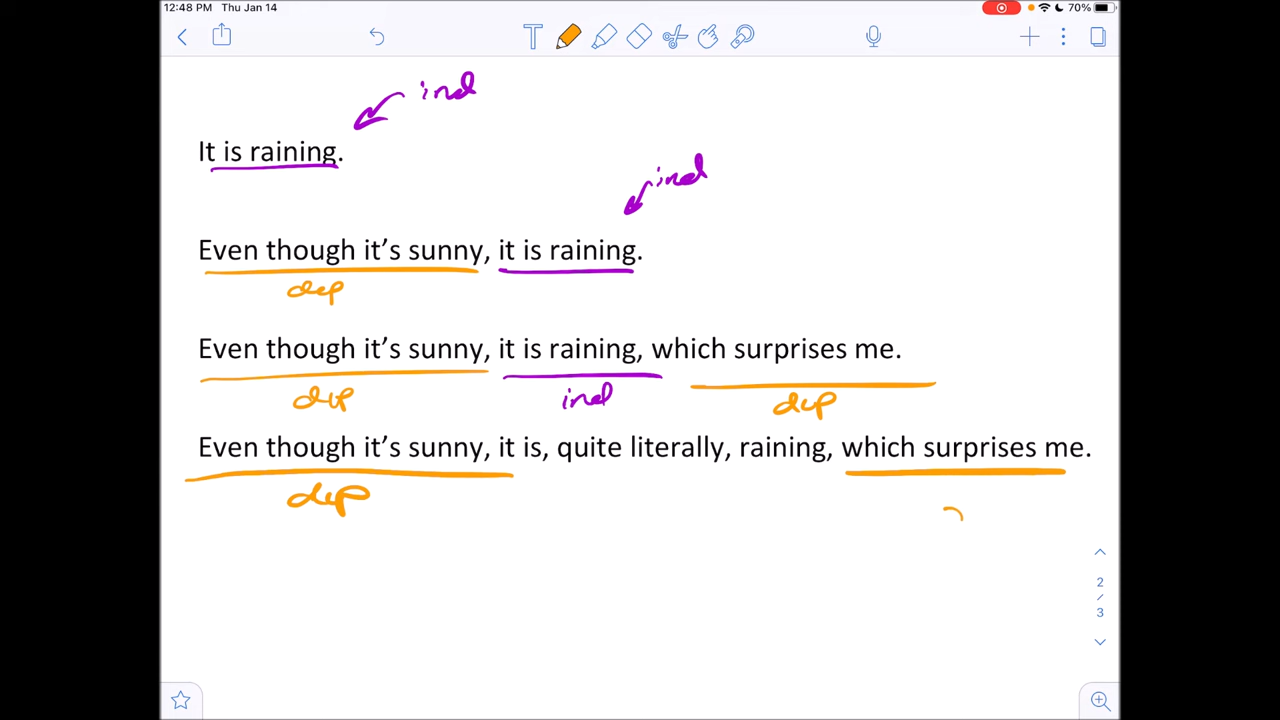 12:48 PM Thu Jan 14 70%
T
ind
It is raining.
ind
Even though it’s sunny, it is raining.
dep
Even though it’s sunny, it is raining, which surprises me.
dep ind dep
Even though it’s sunny, it is, quite literally, raining, which surprises me.
dep
2
/
3